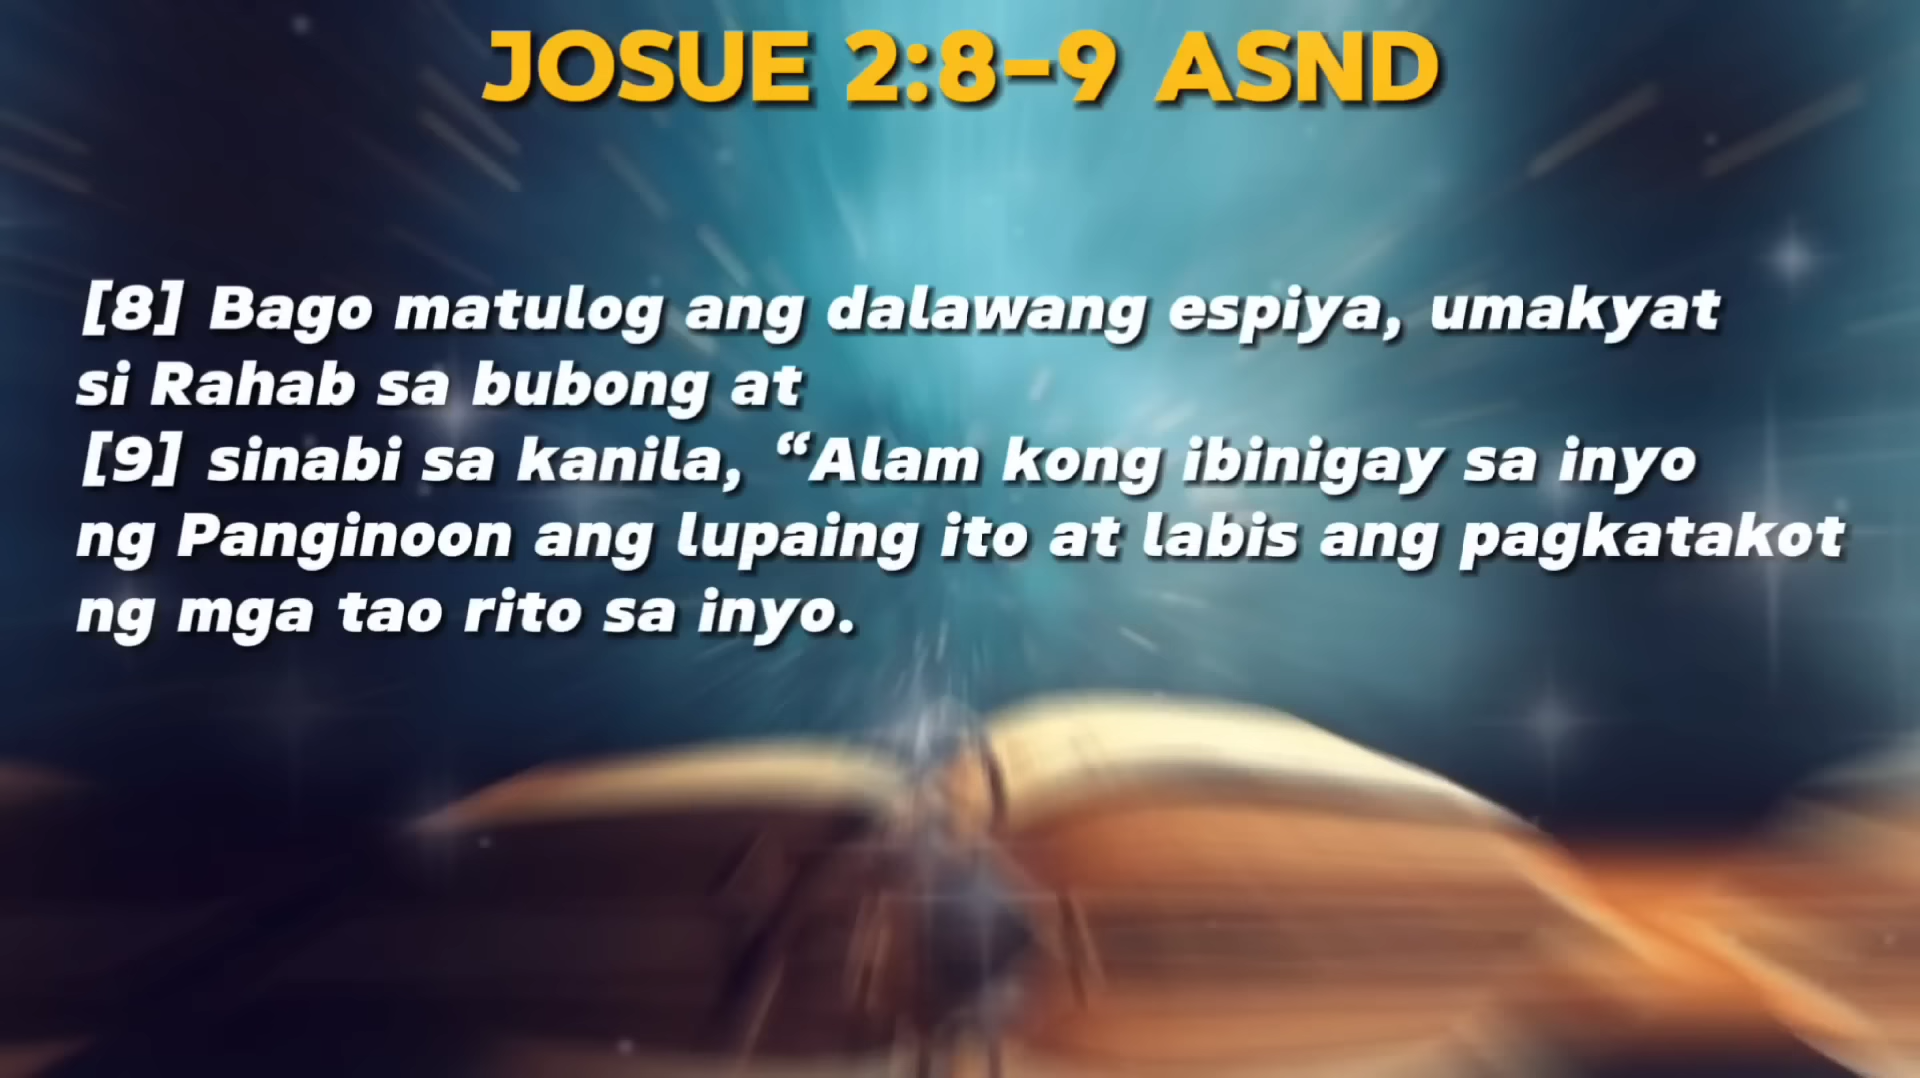 JOSUE 2:8-9 ASND
[8] Bago matulog ang dalawang espiya, umakyat
si Rahab sa bubong at
[9] sinabi sa kanila, “Alam kong ibinigay sa inyo
ng Panginoon ang lupaing ito at labis ang pagkatakot
ng mga tao rito sa inyo.